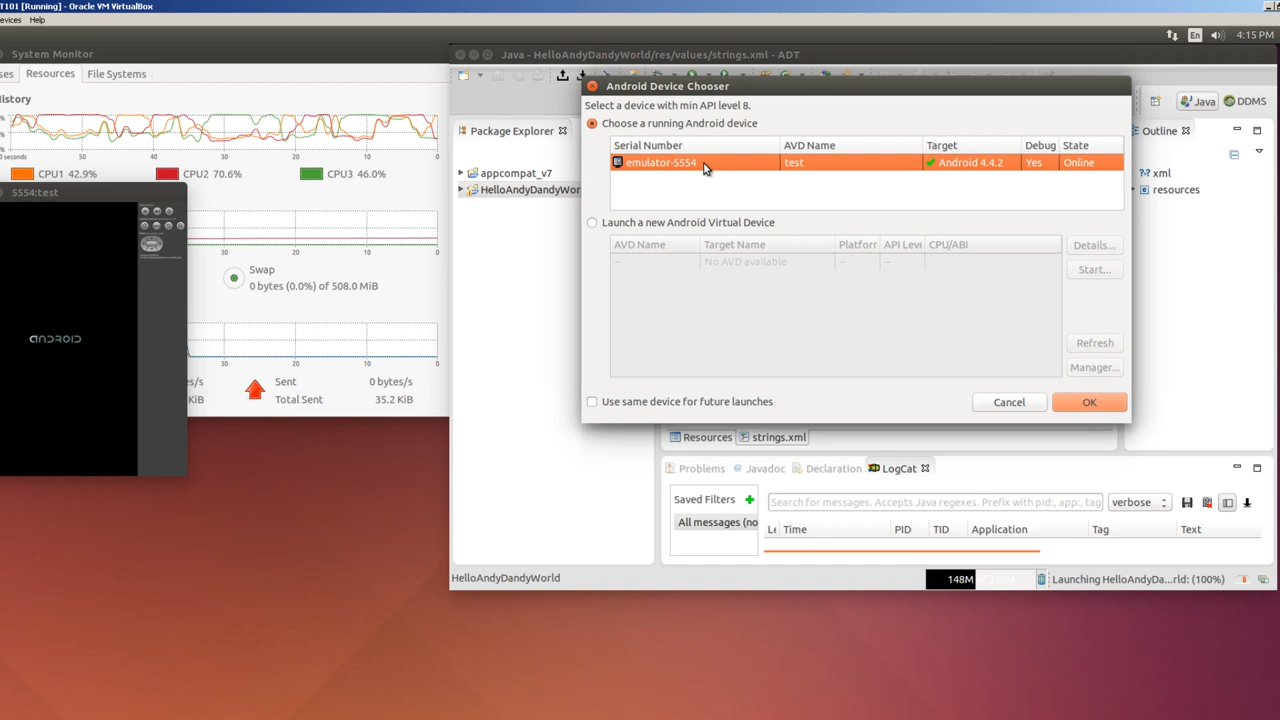 T101 [Running] - Oracle VM VirtualBox
evices Help
En 4:15 PM
System Monitor
ses Resources File Systems
History
0 seconds 50 40 30 20 10 0
CPU1 42.9% CPU2 70.6% CPU3 46.0%
5554:test
30 20 10 0
Swap
0 bytes (0.0%) of 508.0 MiB
ANDROID
30 20 10 0
s/s Sent 0 bytes/s
KiB Total Sent 35.2 KiB
Java - HelloAndyDandyWorld/res/values/strings.xml - ADT
Java DDMS
Package Explorer
appcompat_v7
HelloAndyDandyWor
Outline
xml
resources
Android Device Chooser
Select a device with min API level 8.
Choose a running Android device
Serial Number AVD Name Target Debug State
emulator-5554 test Android 4.4.2 Yes Online
Launch a new Android Virtual Device
AVD Name Target Name Platforr API Leve CPU/ABI
-- No AVD available -- --
Details...
Start...
Refresh
Manager...
Use same device for future launches
Cancel OK
Resources strings.xml
Problems Javadoc Declaration LogCat
Saved Filters
Search for messages. Accepts Java regexes. Prefix with pid:, app:, tag verbose
All messages (no
Le Time PID TID Application Tag Text
HelloAndyDandyWorld
148M Launching HelloAndyDa...rld: (100%)